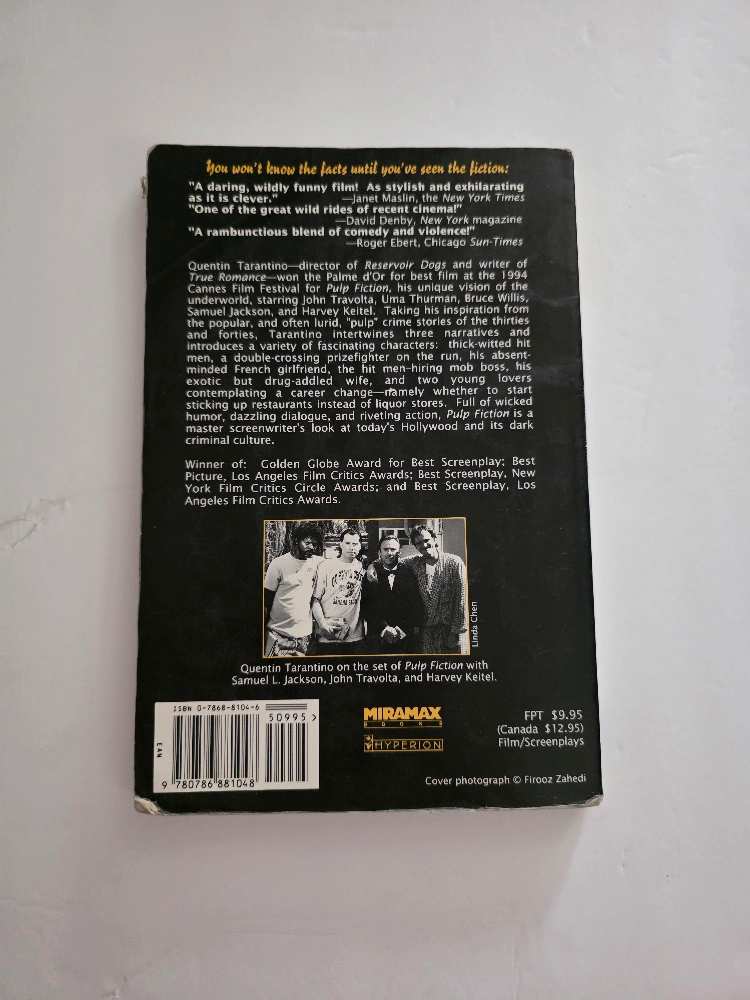 You won't know the facts until you've seen the fiction:
"A daring, wildly funny film! As stylish and exhilarating
as it is clever." —Janet Maslin, the New York Times
"One of the great wild rides of recent cinema!"
—David Denby, New York magazine
"A rambunctious blend of comedy and violence!"
—Roger Ebert, Chicago Sun-Times
Quentin Tarantino—director of Reservoir Dogs and writer of
True Romance—won the Palme d'Or for best film at the 1994
Cannes Film Festival for Pulp Fiction, his unique vision of the
underworld, starring John Travolta, Uma Thurman, Bruce Willis,
Samuel Jackson, and Harvey Keitel. Taking his inspiration from
the popular, and often lurid, "pulp" crime stories of the thirties
and forties, Tarantino intertwines three narratives and
introduces a variety of fascinating characters: thick-witted hit
men, a double-crossing prizefighter on the run, his absent-
minded French girlfriend, the hit men-hiring mob boss, his
exotic but drug-addled wife, and two young lovers
contemplating a career change—namely whether to start
sticking up restaurants instead of liquor stores. Full of wicked
humor, dazzling dialogue, and riveting action, Pulp Fiction is a
master screenwriter's look at today's Hollywood and its dark
criminal culture.
Winner of: Golden Globe Award for Best Screenplay; Best
Picture, Los Angeles Film Critics Awards; Best Screenplay, New
York Film Critics Circle Awards; and Best Screenplay, Los
Angeles Film Critics Awards.
Linda Chen
Quentin Tarantino on the set of Pulp Fiction with
Samuel L. Jackson, John Travolta, and Harvey Keitel.
ISBN 0-7868-8104-6
50995>
EAN
9 780786 881048
MIRAMAX
BOOKS
HYPERION
FPT $9.95
(Canada $12.95)
Film/Screenplays
Cover photograph © Firooz Zahedi